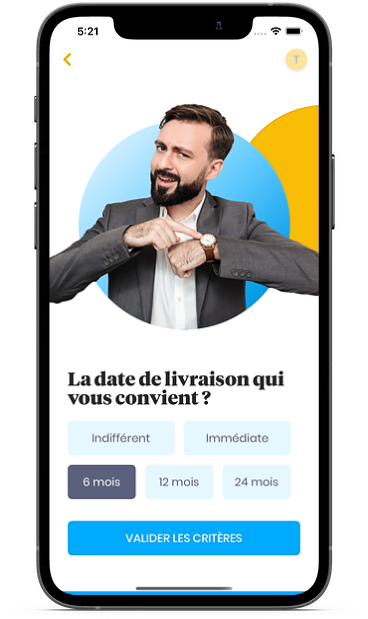 5:21
T
La date de livraison qui
vous convient ?
Indifférent
Immédiate
6 mois
12 mois
24 mois
VALIDER LES CRITÈRES